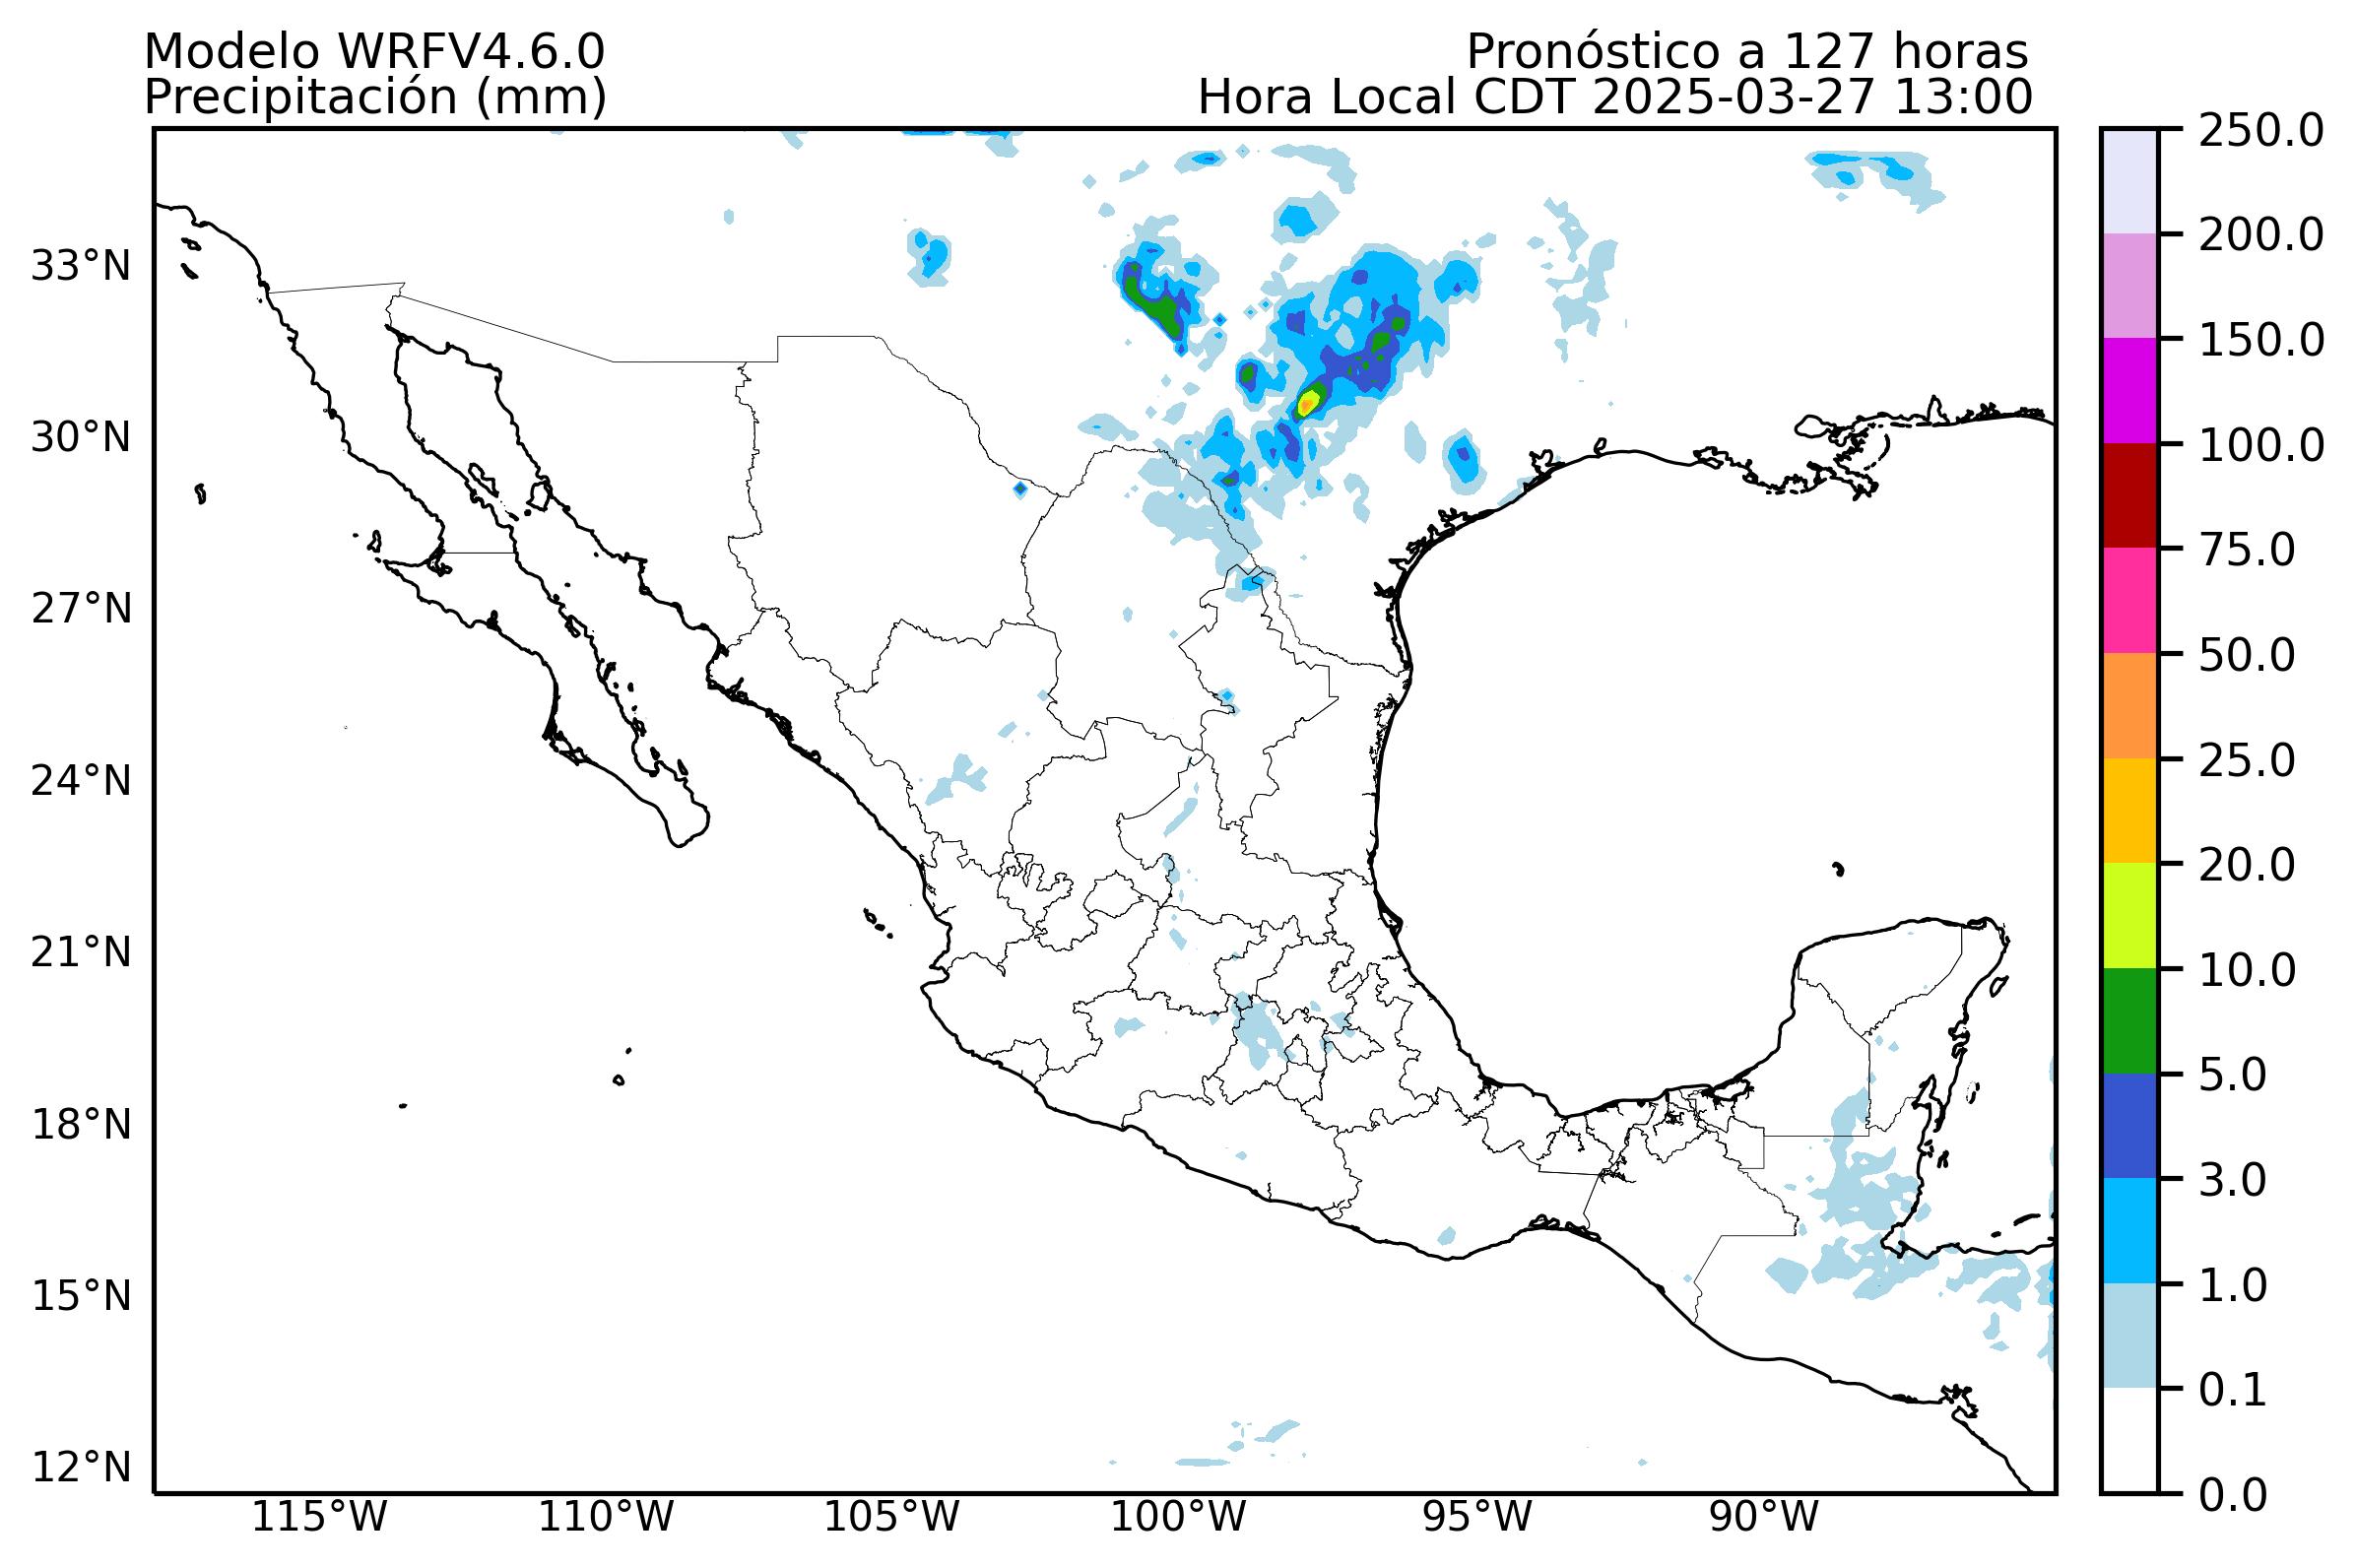 Modelo WRFV4.6.0
Precipitación (mm)
Pronóstico a 127 horas
Hora Local CDT 2025-03-27 13:00
33°N
30°N
27°N
24°N
21°N
18°N
15°N
12°N
115°W
110°W
105°W
100°W
95°W
90°W
250.0
200.0
150.0
100.0
75.0
50.0
25.0
20.0
10.0
5.0
3.0
1.0
0.1
0.0